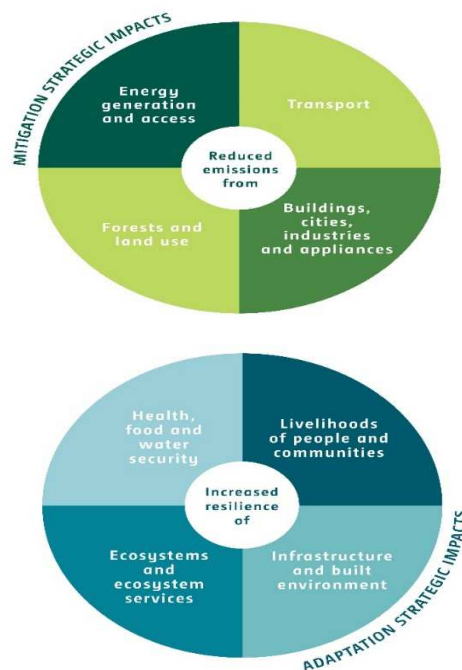 MITIGATION STRATEGIC IMPACTS
Energy
generation
and access
Transport
Reduced
emissions
from
Forests and
land use
Buildings,
cities,
industries
and appliances
Health,
food and
water
security
Livelihoods
of people and
communities
Increased
resilience
of
Ecosystems
and
ecosystem
services
Infrastructure
and built
environment
ADAPTATION STRATEGIC IMPACTS